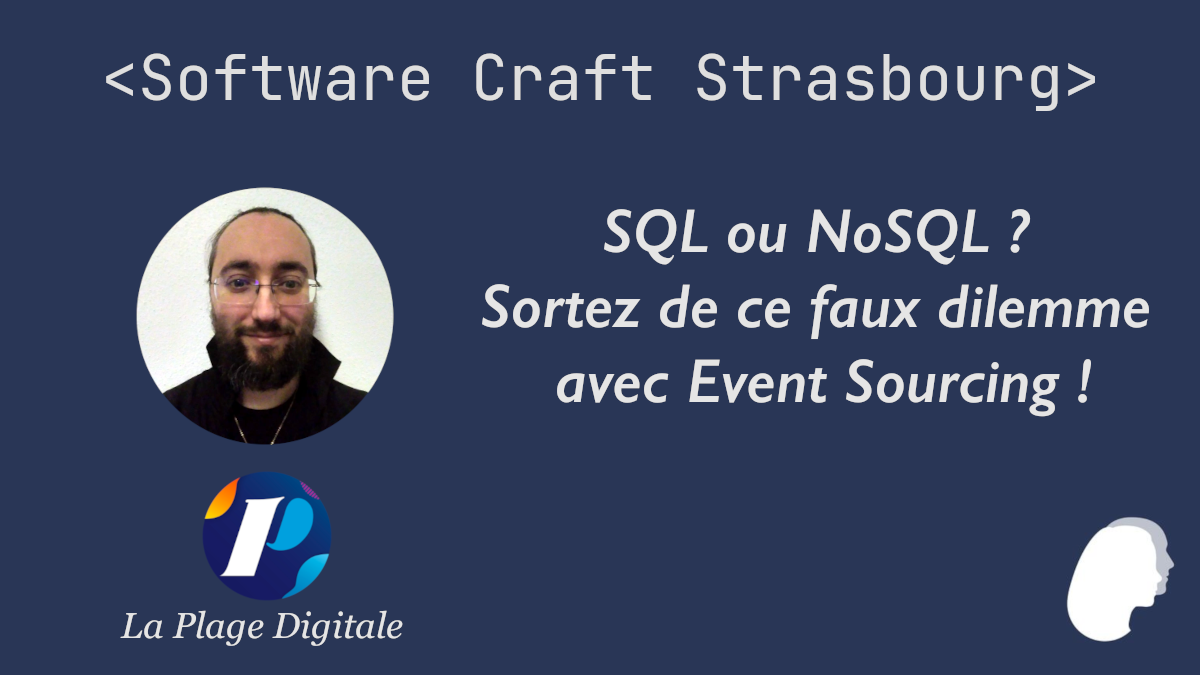 <Software Craft Strasbourg>
SQL ou NoSQL ?
Sortez de ce faux dilemme
avec Event Sourcing !
P
La Plage Digitale